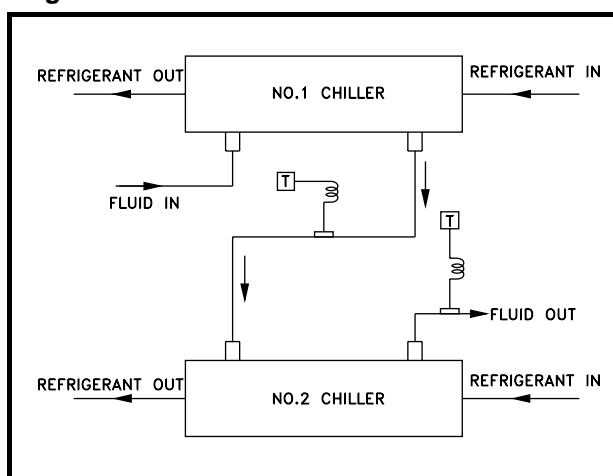 REFRIGERANT OUT
REFRIGERANT IN
NO.1 CHILLER
FLUID IN
T
T
FLUID OUT
REFRIGERANT OUT
REFRIGERANT IN
NO.2 CHILLER